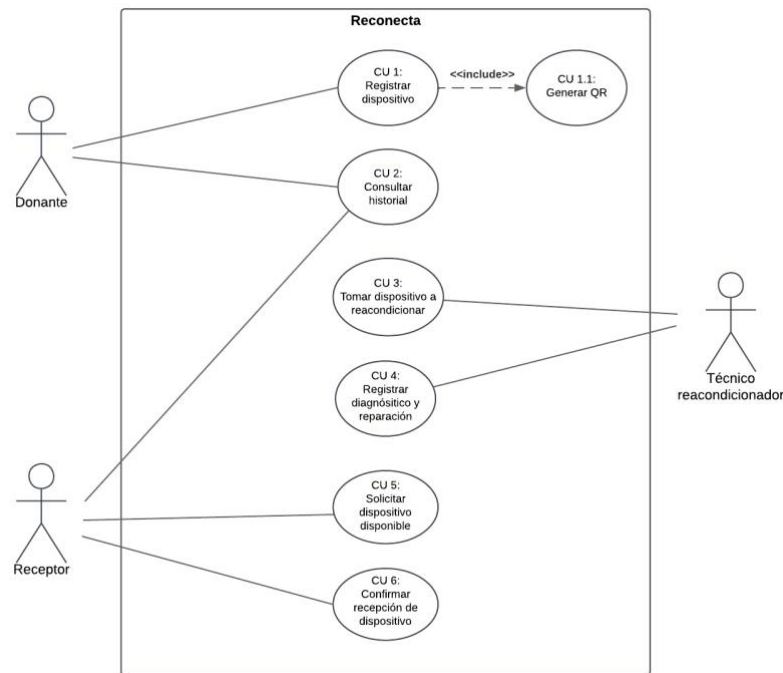 Reconecta
CU 1:
Registrar
dispositivo
<<include>>
CU 1.1:
Generar QR
Donante
CU 2:
Consultar
historial
CU 3:
Tomar dispositivo a
reacondicionar
Técnico
reacondicionador
CU 4:
Registrar
diagnósitico y
reparación
CU 5:
Solicitar
dispositivo
disponible
Receptor
CU 6:
Confirmar
recepción de
dispositivo